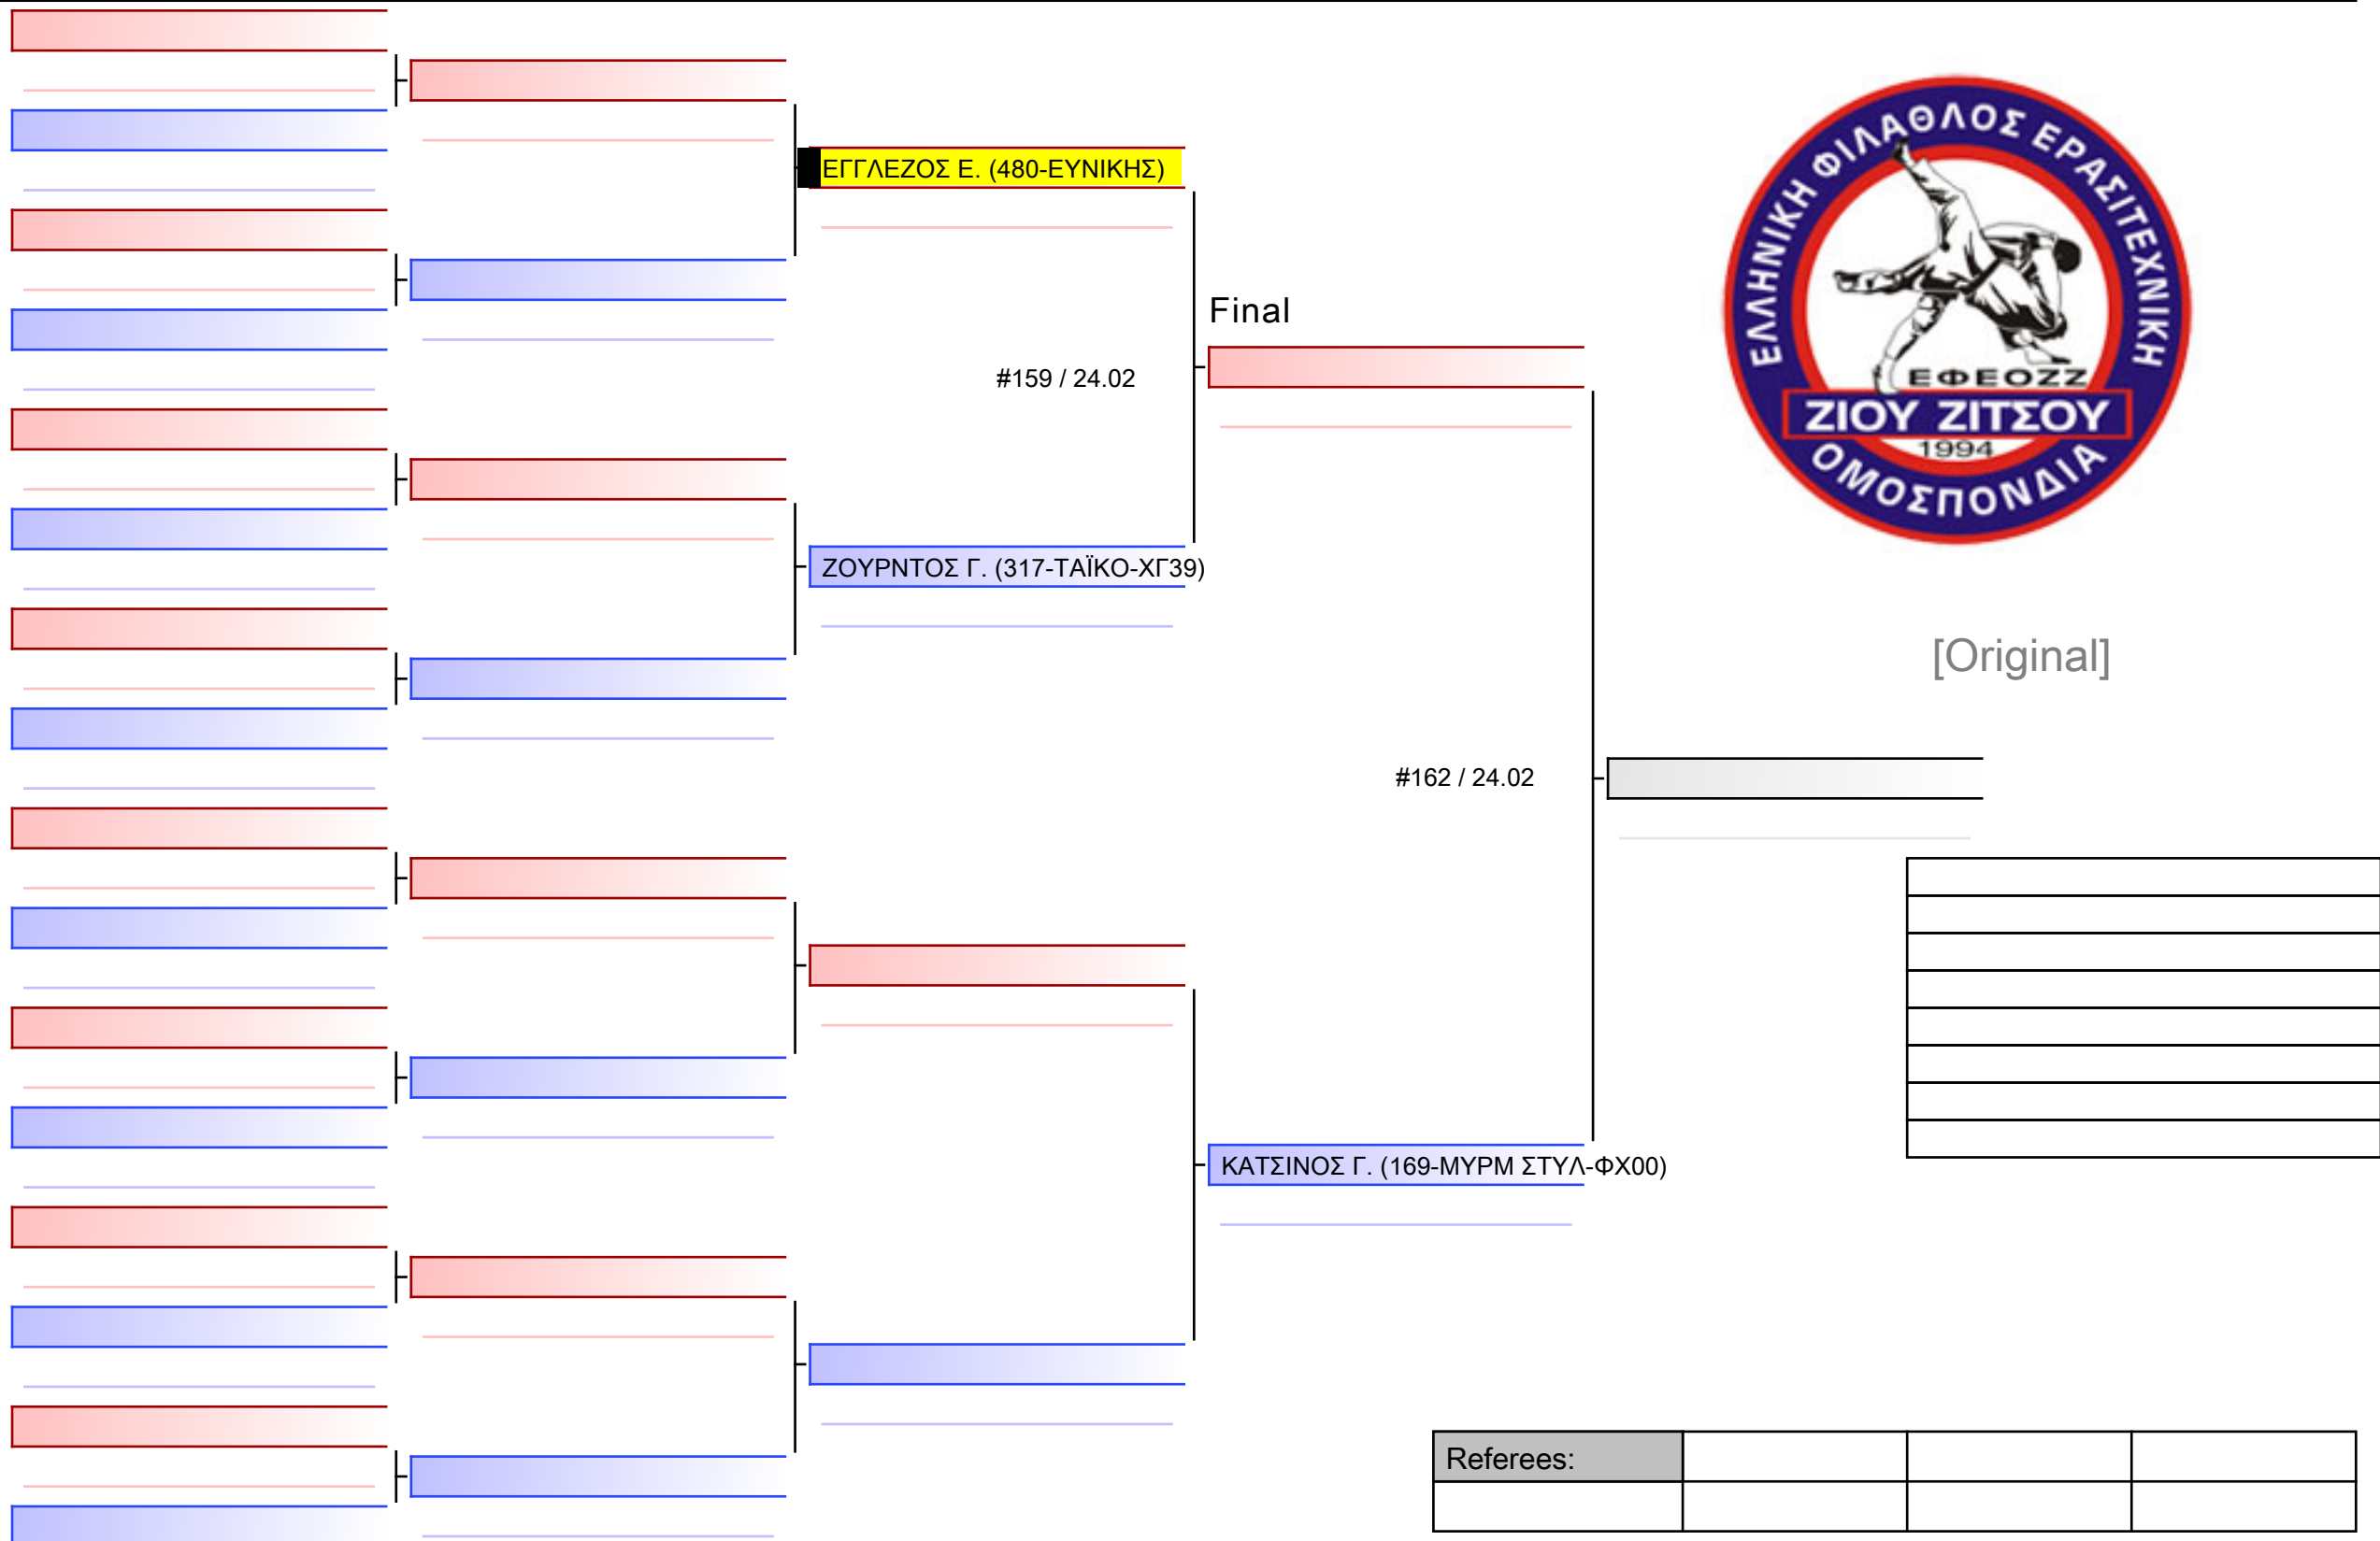 ΕΓΓΛΕΖΟΣ Ε. (480-ΕΥΝΙΚΗΣ)
Final
#159 / 24.02
ΖΟΥΡΝΤΟΣ Γ. (317-ΤΑΪΚΟ-ΧΓ39)
ΕΛΛΗΝΙΚΗ ΦΙΛΑΘΛΟΣ ΕΡΑΣΙΤΕΧΝΙΚΗ
ΕΦΕΟΖΖ
ΖΙΟΥ ΖΙΤΣΟΥ
1994
ΟΜΟΣΠΟΝΔΙΑ
[Original]
#162 / 24.02
ΚΑΤΣΙΝΟΣ Γ. (169-ΜΥΡΜ ΣΤΥΛ-ΦΧ00)
Referees: